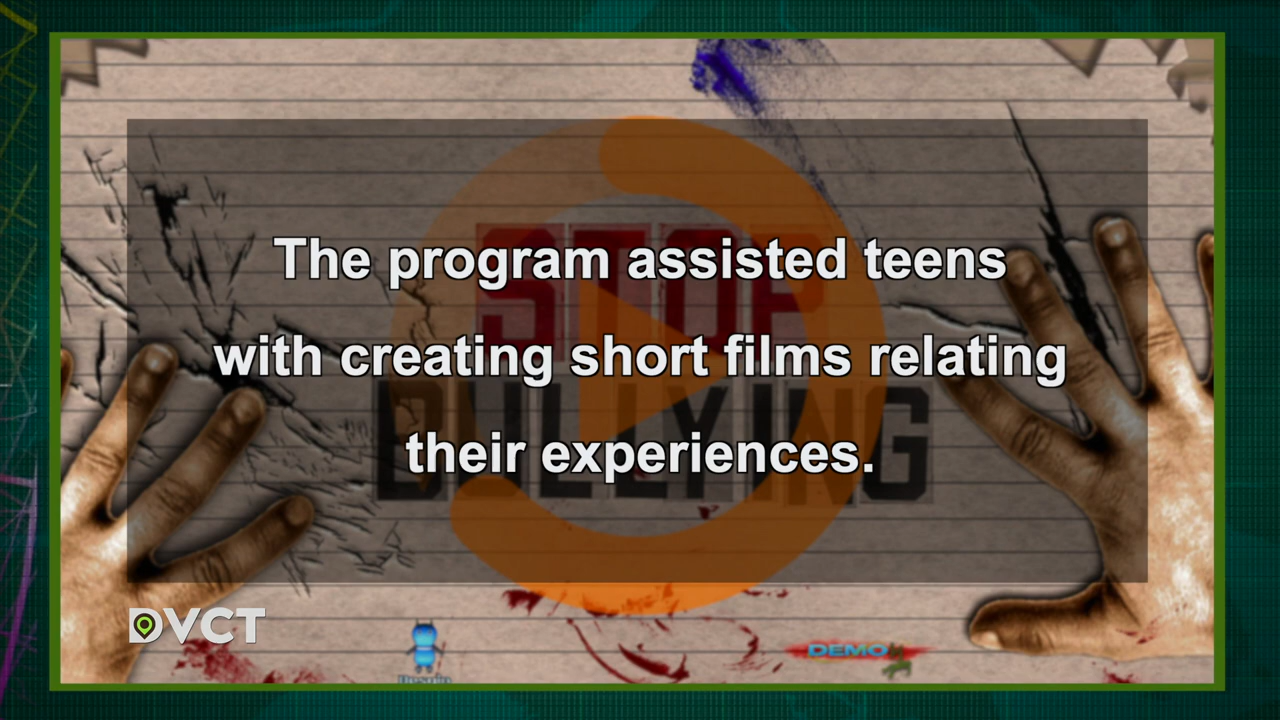 The program assisted teens
with creating short films relating
their experiences.
STOP
BULLYING
DVCT
DEMO